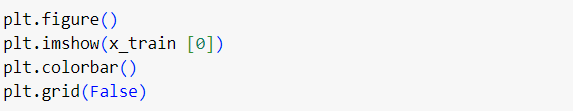 plt.figure()
plt.imshow(x_train [0])
plt.colorbar()
plt.grid(False)